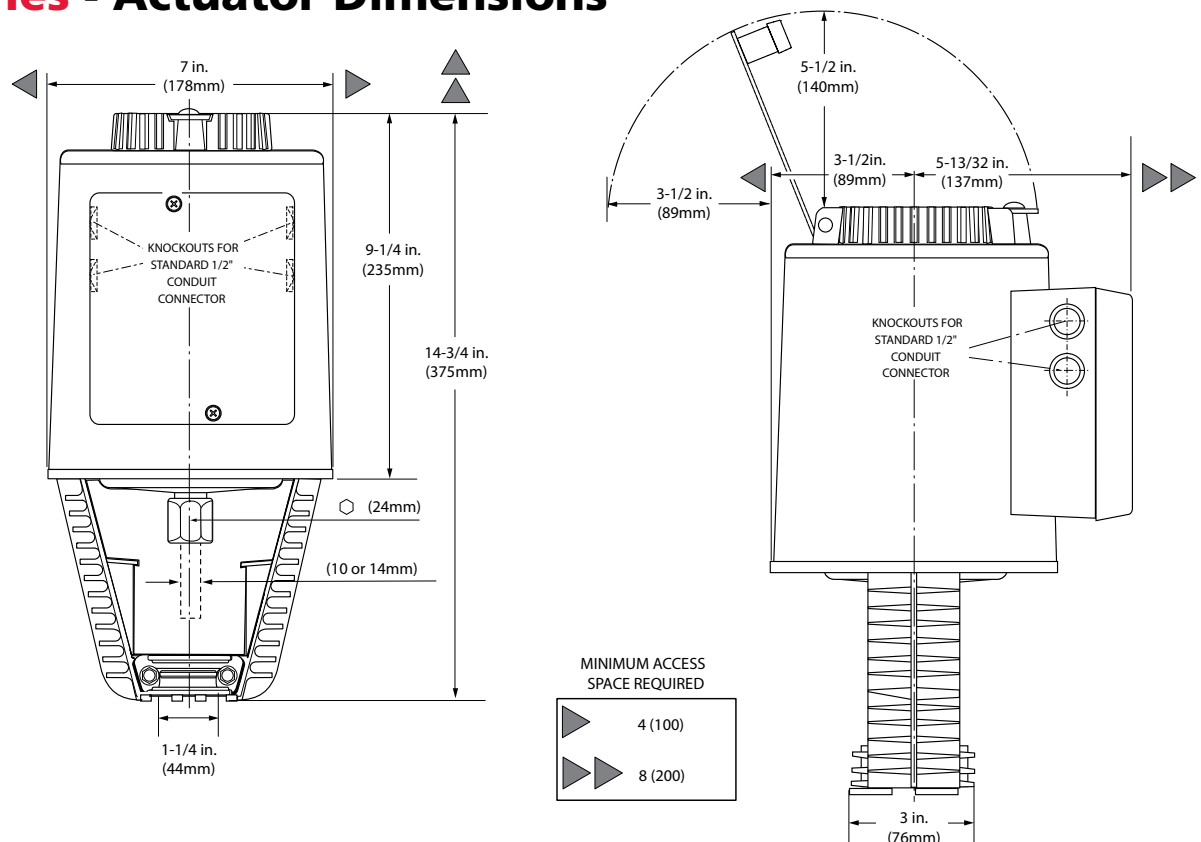 - Actuator Dimensions
7 in.
(178mm)
KNOCKOUTS FOR
STANDARD 1/2"
CONDUIT
CONNECTOR
9-1/4 in.
(235mm)
14-3/4 in.
(375mm)
(24mm)
(10 or 14mm)
1-1/4 in.
(44mm)
5-1/2 in.
(140mm)
3-1/2in.
(89mm)
5-13/32 in.
(137mm)
3-1/2 in.
(89mm)
KNOCKOUTS FOR
STANDARD 1/2"
CONDUIT
CONNECTOR
MINIMUM ACCESS
SPACE REQUIRED
4 (100)
8 (200)
3 in.
(76mm)